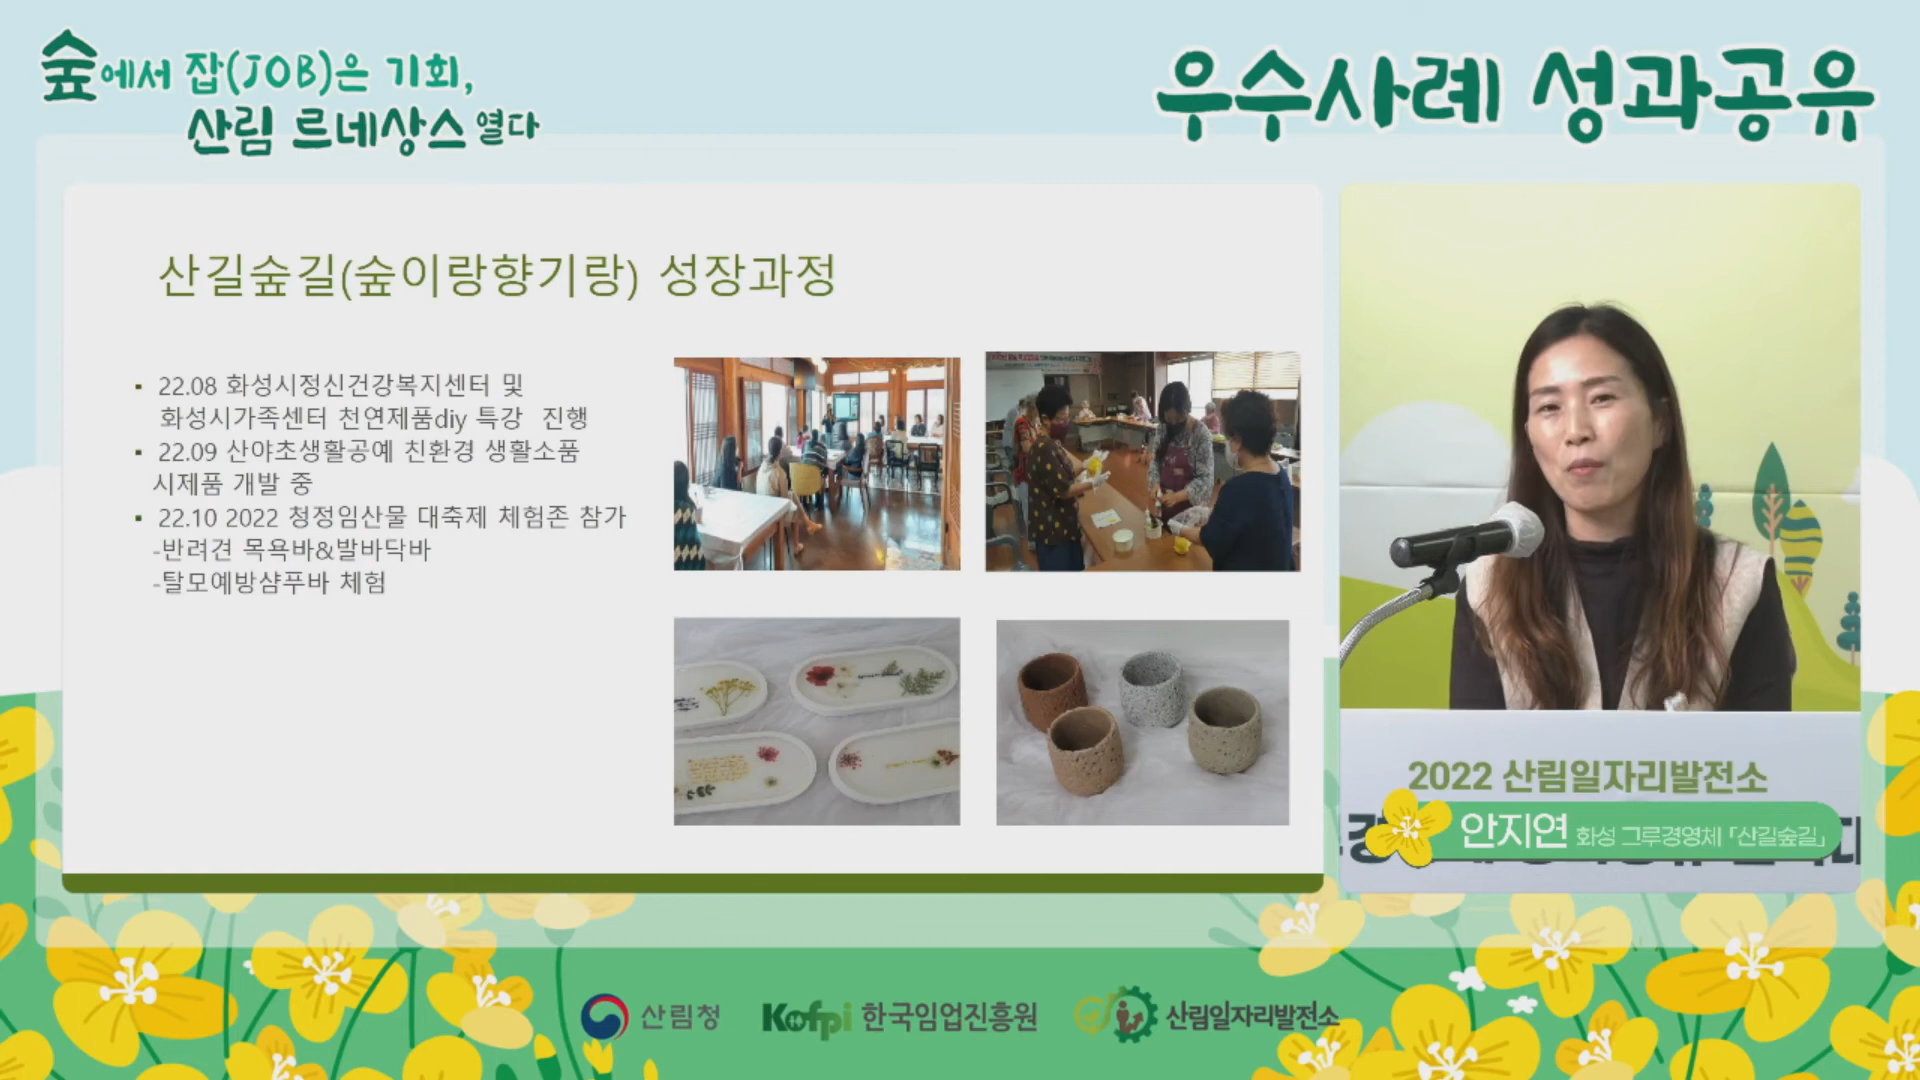 숲에서 잡(JOB)은 기회,
산림 르네상스 열다
우수사례 성과공유
산길숲길(숲이랑향기랑) 성장과정
▪ 22.08 화성시정신건강복지센터 및
화성시가족센터 천연제품diy 특강 진행
▪ 22.09 산야초생활공예 친환경 생활소품
시제품 개발 중
▪ 22.10 2022 청정임산물 대축제 체험존 참가
-반려견 목욕바&발바닥바
-탈모예방샴푸바 체험
2022 산림일자리발전소
안지연 화성 그루경영체 「산길숲길」
산림청
Kofpi 한국임업진흥원
산림일자리발전소